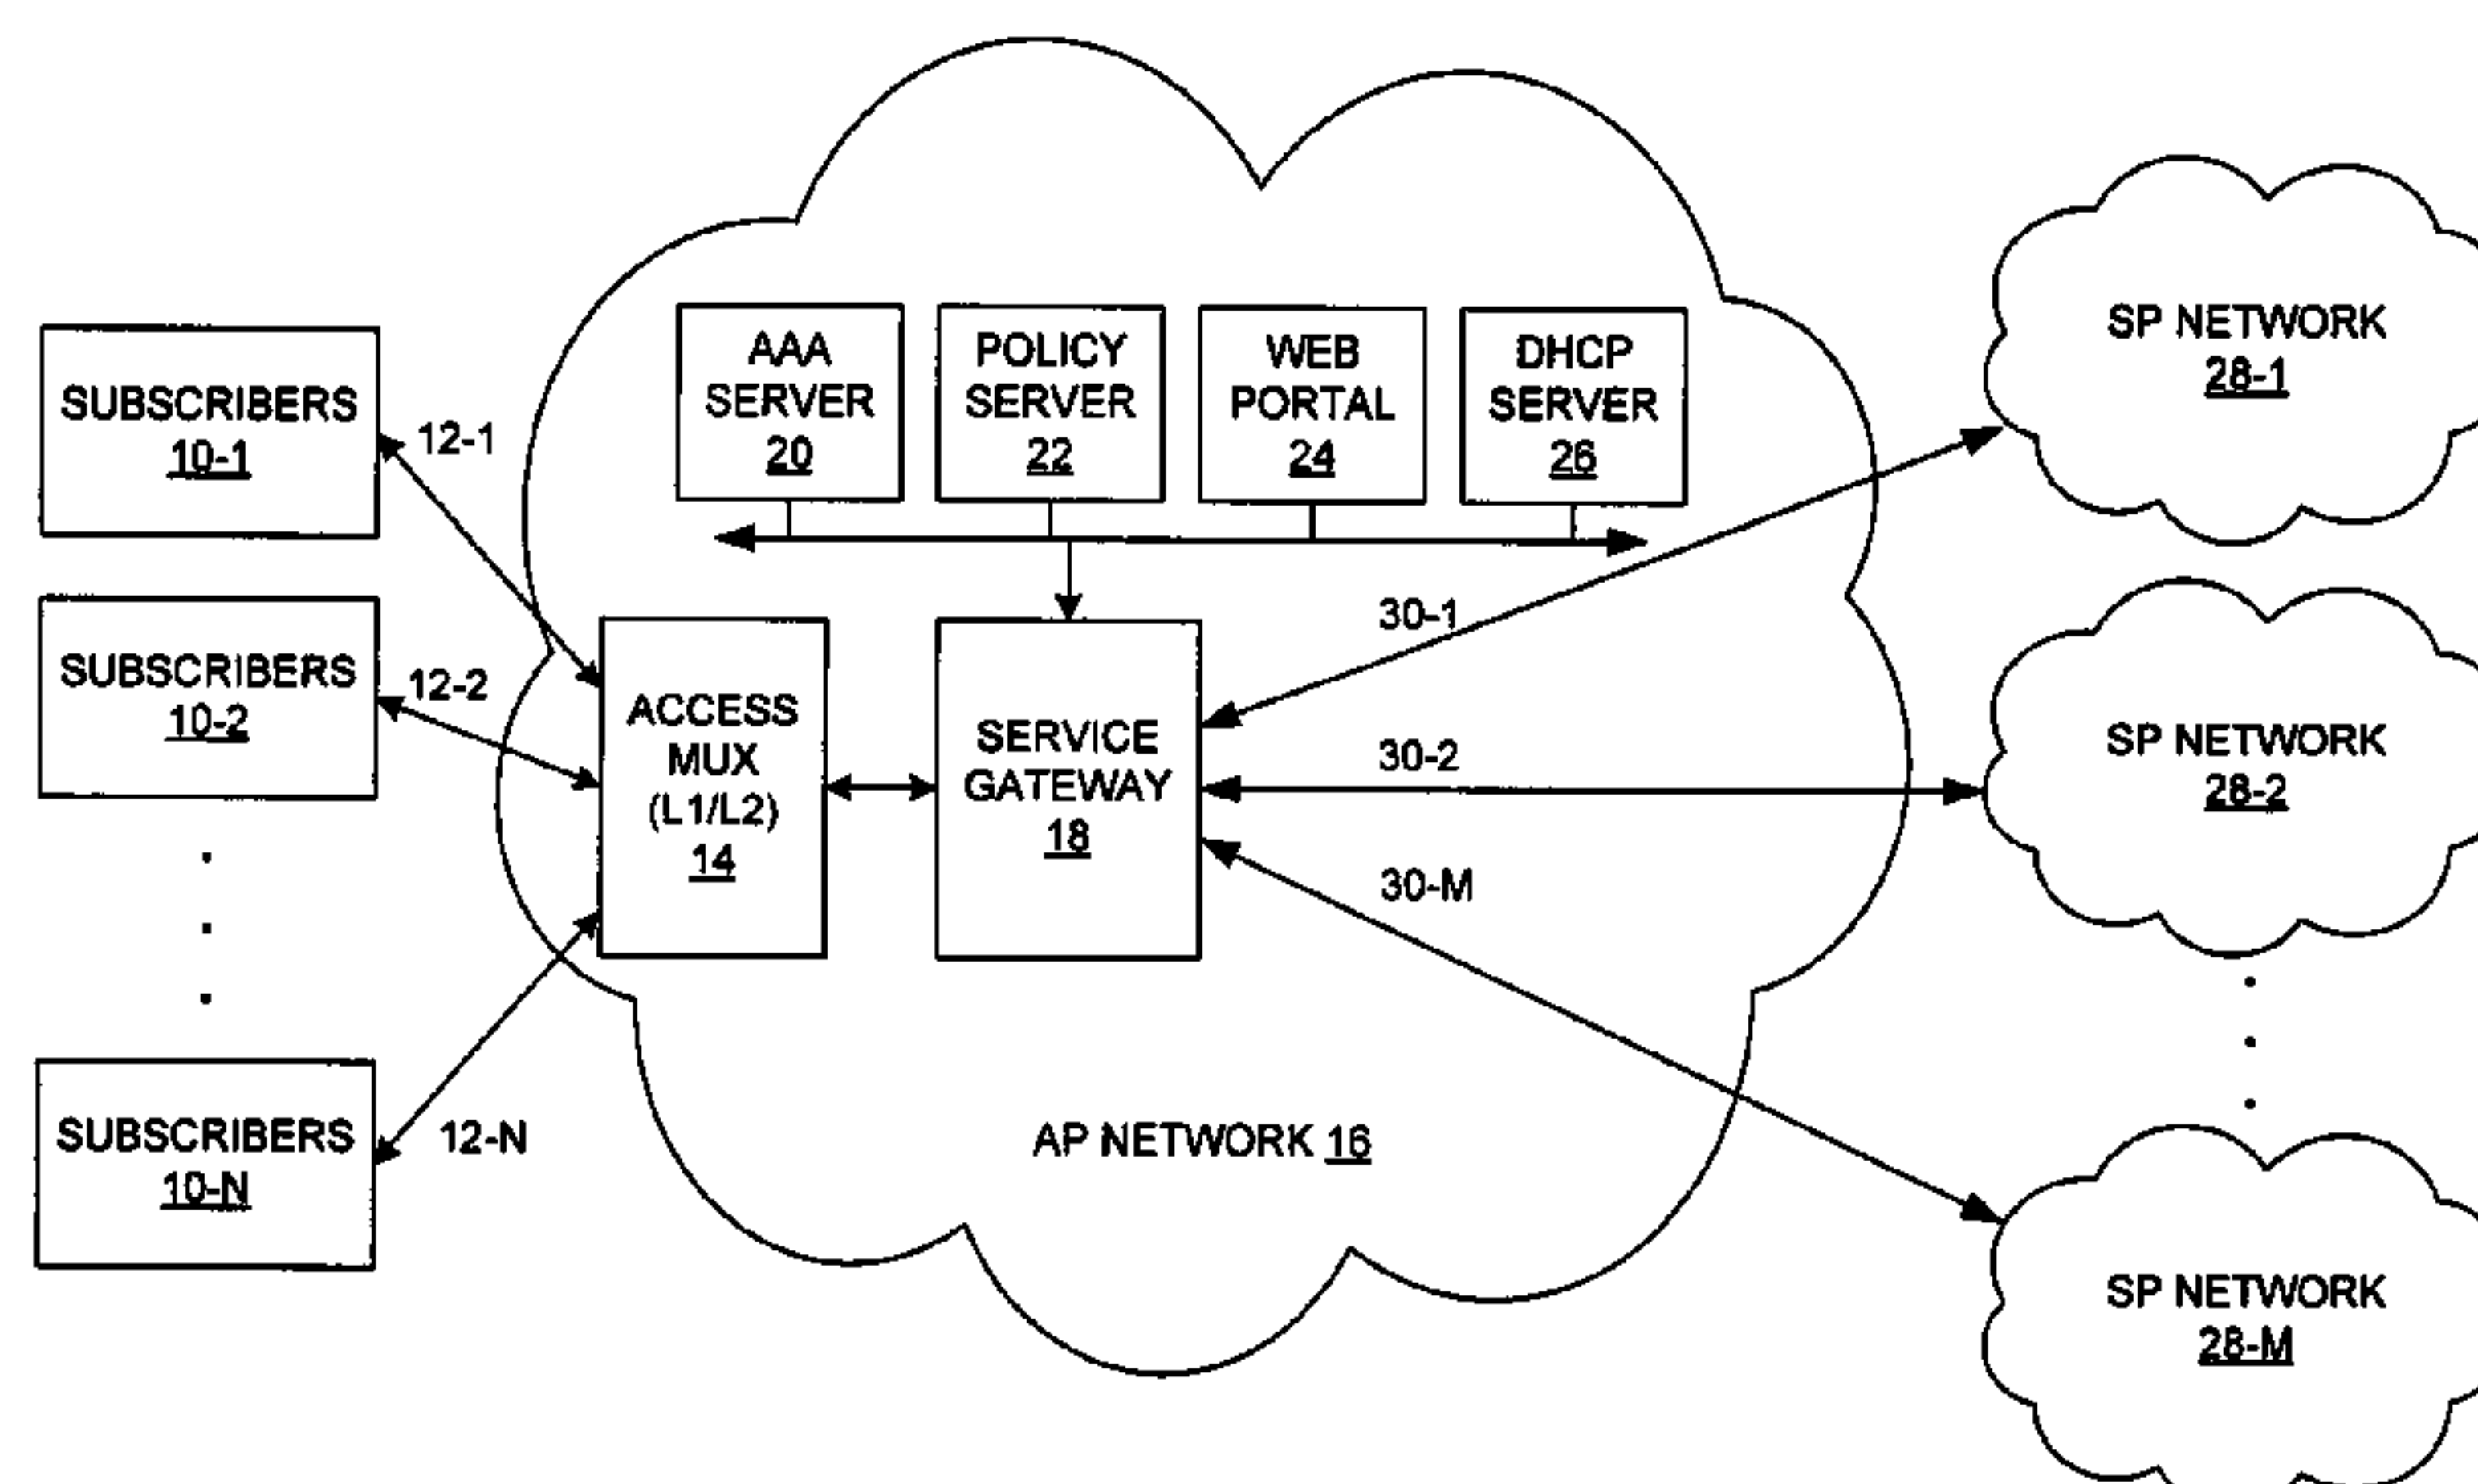 SUBSCRIBERS
10-1
12-1
SUBSCRIBERS
10-2
12-2
SUBSCRIBERS
10-N
12-N
AAA
SERVER
20
POLICY
SERVER
22
WEB
PORTAL
24
DHCP
SERVER
26
ACCESS
MUX
(L1/L2)
14
SERVICE
GATEWAY
18
30-1
30-2
30-M
AP NETWORK 16
SP NETWORK
28-1
SP NETWORK
28-2
SP NETWORK
28-M